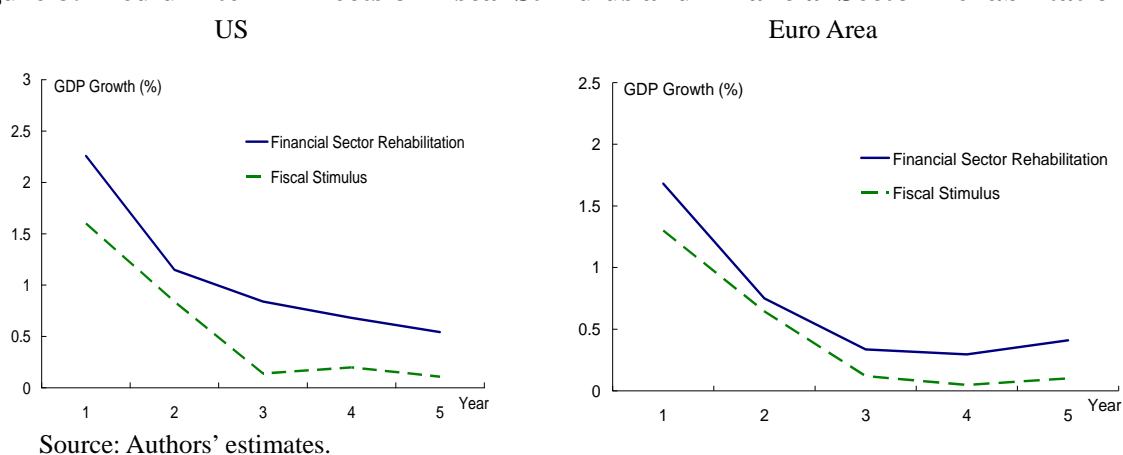 US
Euro Area
3
GDP Growth (%)
2.5
2
1.5
1
0.5
0
Financial Sector Rehabilitation
Fiscal Stimulus
1 2 3 4 5 Year
2.5
GDP Growth (%)
2
1.5
1
0.5
0
Financial Sector Rehabilitation
Fiscal Stimulus
1 2 3 4 5 Year
Source: Authors’ estimates.